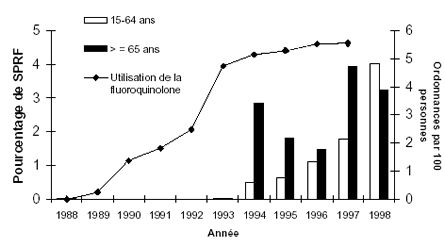 15-64 ans
> = 65 ans
Utilisation de la
fluoroquinolone
Pourcentage de SPRF
5
4
3
2
1
0
Ordonnances par 100
personnes
6
5
4
3
2
1
0
1988 1989 1990 1991 1992 1993 1994 1995 1996 1997 1998
Année